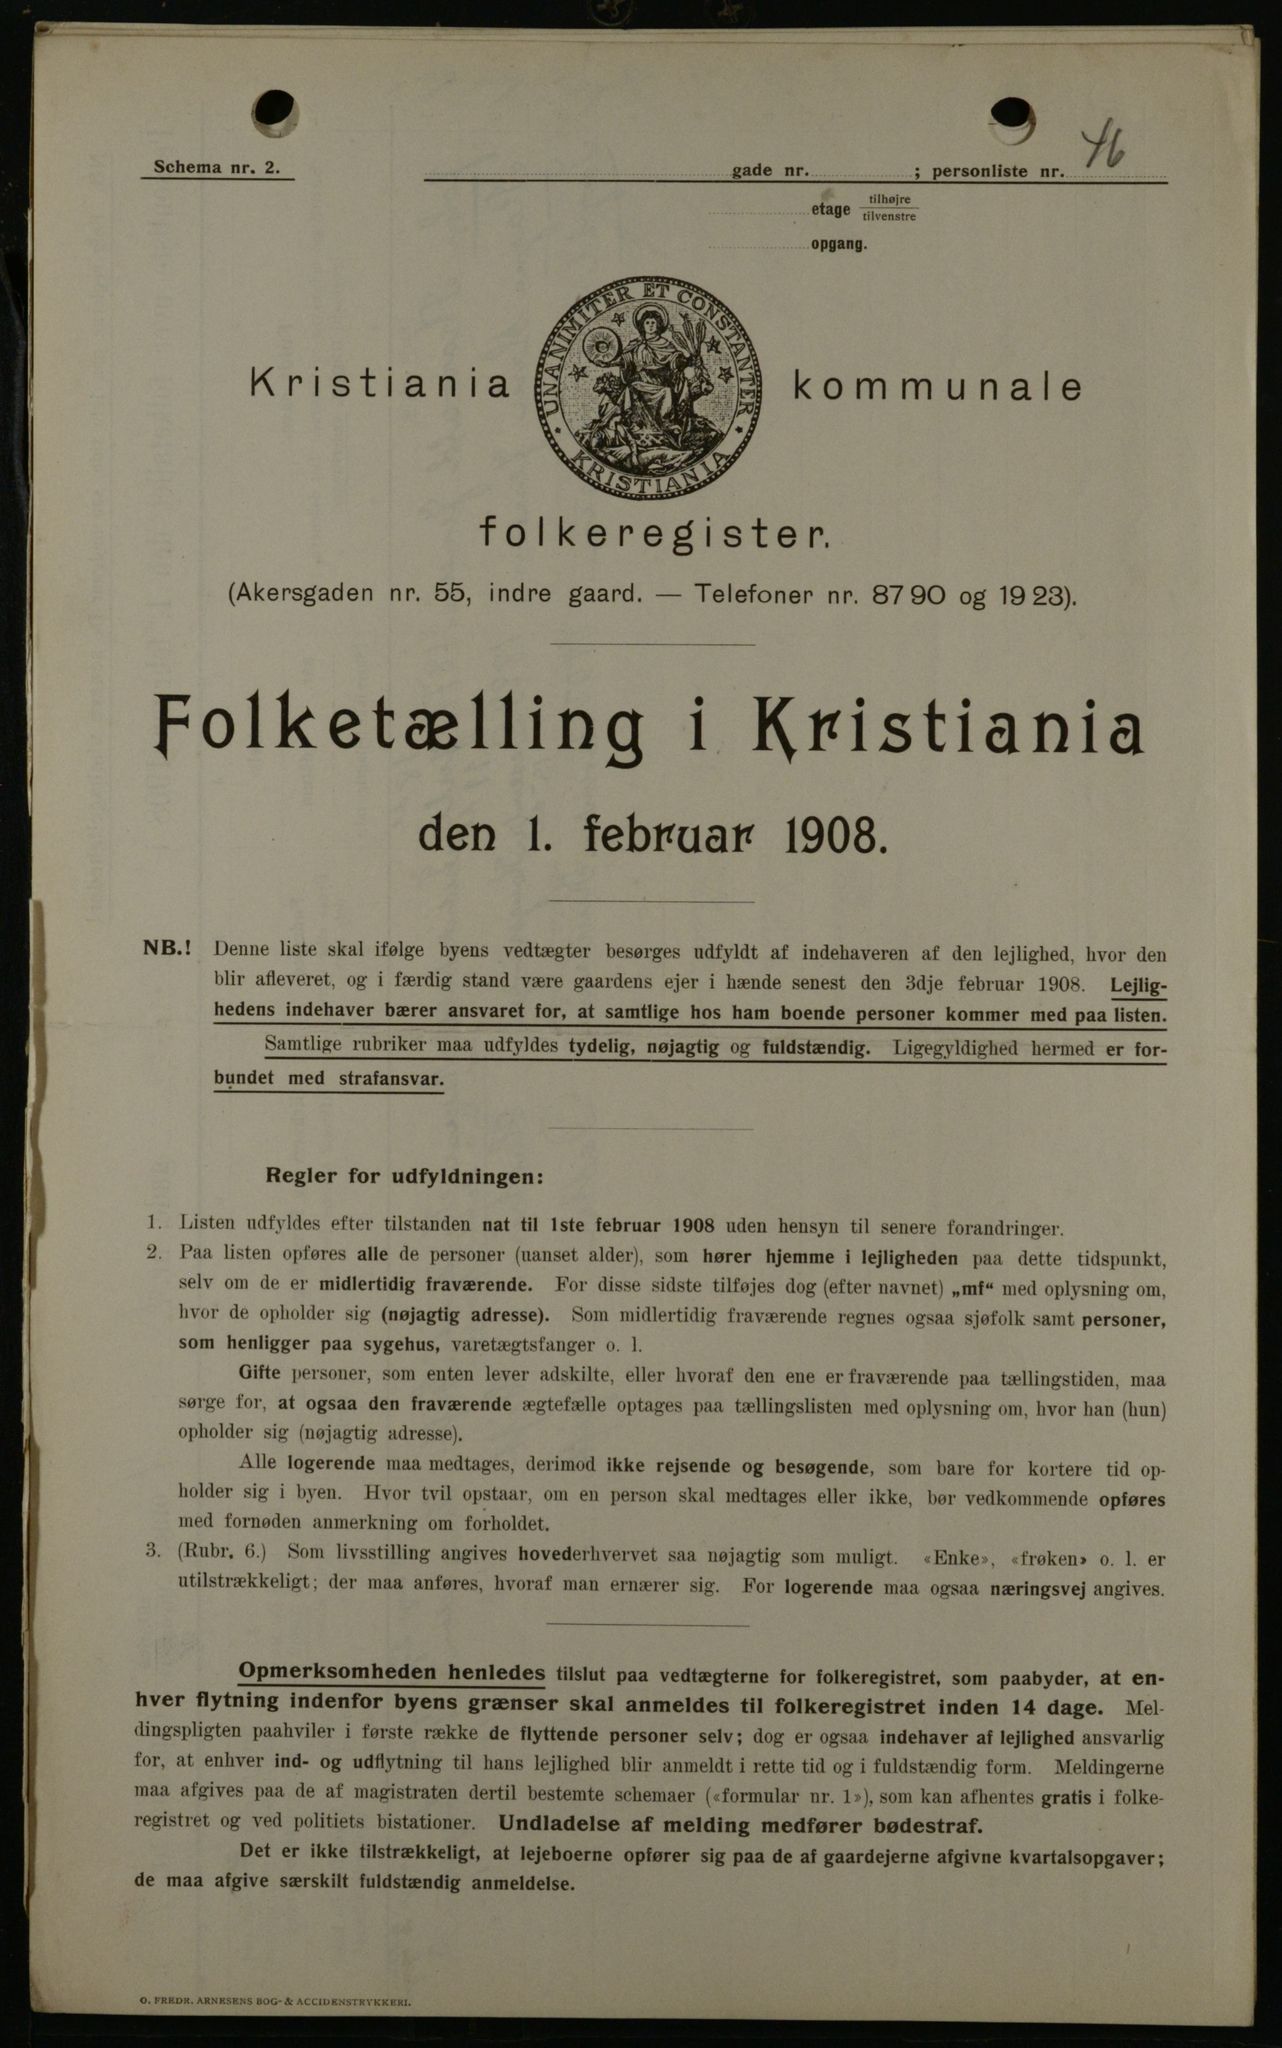 Schema nr. 2.
gade nr. ; personliste nr. 46
etage tilhøjre
tilvenstre
opgang.
UNANIMITER ET CONSTANTER
KRISTIANIA
Kristiania kommunale
folkeregister.
(Akersgaden nr. 55, indre gaard. — Telefoner nr. 8790 og 1923).
Folketælling i Kristiania
den 1. februar 1908.
NB.! Denne liste skal ifølge byens vedtægter besørges udfyldt af indehaveren af den lejlighed, hvor den
blir afleveret, og i færdig stand være gaardens ejer i hænde senest den 3dje februar 1908. Lejlig-
hedens indehaver bærer ansvaret for, at samtlige hos ham boende personer kommer med paa listen.
Samtlige rubriker maa udfyldes tydelig, nøjagtig og fuldstændig. Ligegyldighed hermed er for-
bundet med strafansvar.
Regler for udfyldningen:
1. Listen udfyldes efter tilstanden nat til 1ste februar 1908 uden hensyn til senere forandringer.
2. Paa listen opføres alle de personer (uanset alder), som hører hjemme i lejligheden paa dette tidspunkt,
selv om de er midlertidig fraværende. For disse sidste tilføjes dog (efter navnet) „mf“ med oplysning om,
hvor de opholder sig (nøjagtig adresse). Som midlertidig fraværende regnes ogsaa sjøfolk samt personer,
som henligger paa sygehus, varetægtsfanger o. l.
Gifte personer, som enten lever adskilte, eller hvoraf den ene er fraværende paa tællingstiden, maa
sørge for, at ogsaa den fraværende ægtefælle optages paa tællingslisten med oplysning om, hvor han (hun)
opholder sig (nøjagtig adresse).
Alle logerende maa medtages, derimod ikke rejsende og besøgende, som bare for kortere tid op-
holder sig i byen. Hvor tvil opstaar, om en person skal medtages eller ikke, bør vedkommende opføres
med fornøden anmerkning om forholdet.
3. (Rubr. 6.) Som livsstilling angives hovederhvervet saa nøjagtig som muligt. «Enke», «frøken» o. l. er
utilstrækkeligt; der maa anføres, hvoraf man ernærer sig. For logerende maa ogsaa næringsvej angives.
Opmerksomheden henledes tilslut paa vedtægterne for folkeregistret, som paabyder, at en-
hver flytning indenfor byens grænser skal anmeldes til folkeregistret inden 14 dage. Mel-
dingspligten paahviler i første række de flyttende personer selv; dog er ogsaa indehaver af lejlighed ansvarlig
for, at enhver ind- og udflytning til hans lejlighed blir anmeldt i rette tid og i fuldstændig form. Meldingerne
maa afgives paa de af magistraten dertil bestemte schemaer («formular nr. 1»), som kan afhentes gratis i folke-
registret og ved politiets bistationer. Undladelse af melding medfører bødestraf.
Det er ikke tilstrækkeligt, at lejeboerne opfører sig paa de af gaardejerne afgivne kvartalsopgaver;
de maa afgive særskilt fuldstændig anmeldelse.
O. FREDR. ARNESENS BOG- & ACCIDENSTRYKKERI.